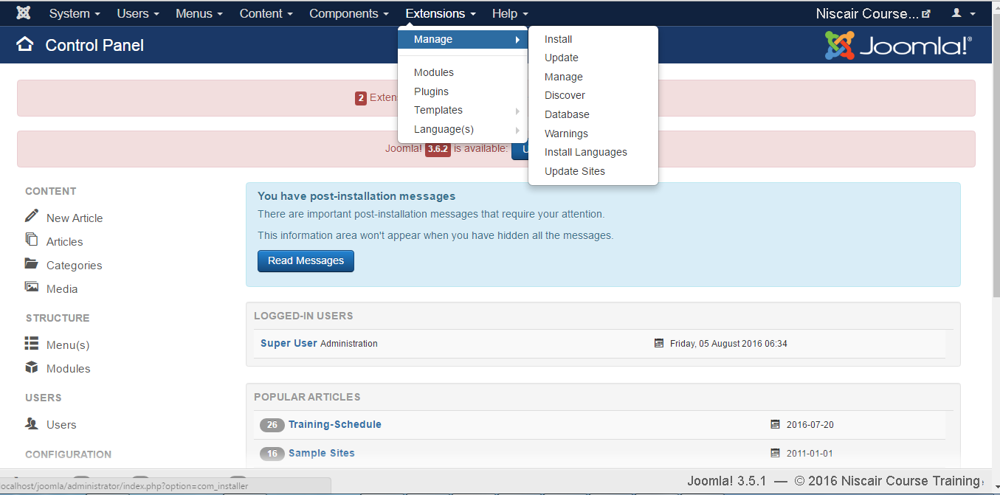 System Users Menus Content Components Extensions Help Niscair Course...
Control Panel Joomla!®
Manage
Modules
Plugins
Templates
Language(s)
Install
Update
Manage
Discover
Database
Warnings
Install Languages
Update Sites
2
Joomla! 3.6.2 is available:
CONTENT
New Article
Articles
Categories
Media
STRUCTURE
Menu(s)
Modules
USERS
Users
CONFIGURATION
You have post-installation messages
There are important post-installation messages that require your attention.
This information area won't appear when you have hidden all the messages.
Read Messages
LOGGED-IN USERS
Super User Administration Friday, 05 August 2016 06:34
POPULAR ARTICLES
26 Training-Schedule 2016-07-20
16 Sample Sites 2011-01-01
localhost/joomla/administrator/index.php?option=com_installer
Joomla! 3.5.1 — © 2016 Niscair Course Training